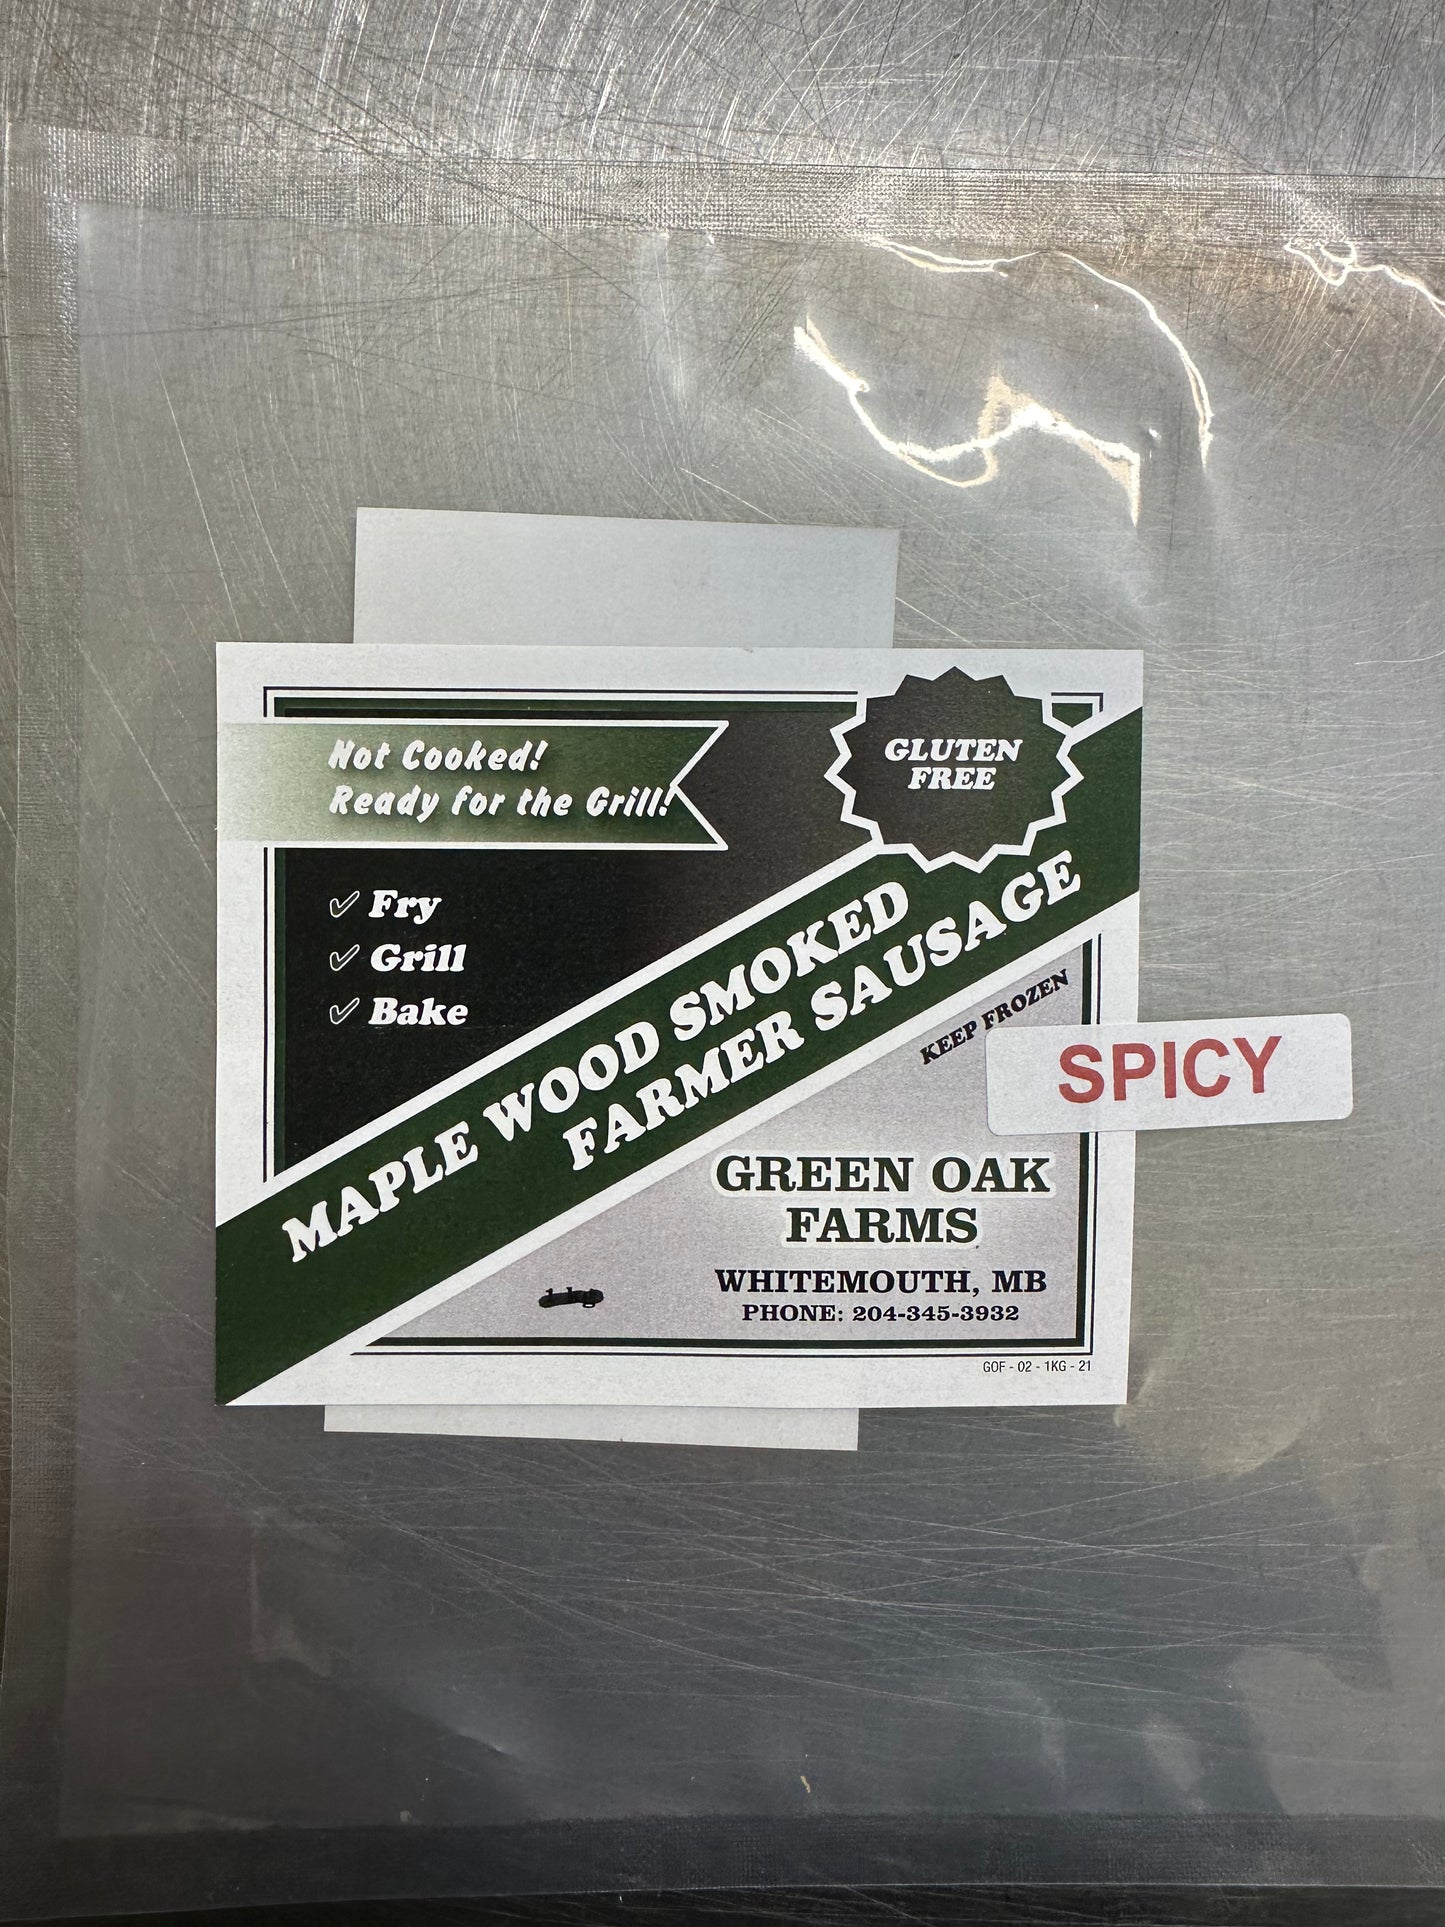 Not Cooked!
Ready for the Grill!
GLUTEN
FREE
✓ Fry
✓ Grill
✓ Bake
MAPLE WOOD SMOKED
FARMER SAUSAGE
KEEP FROZEN
SPICY
GREEN OAK
FARMS
WHITEMOUTH, MB
PHONE: 204-345-3932
GOF - 02 - 1KG - 21